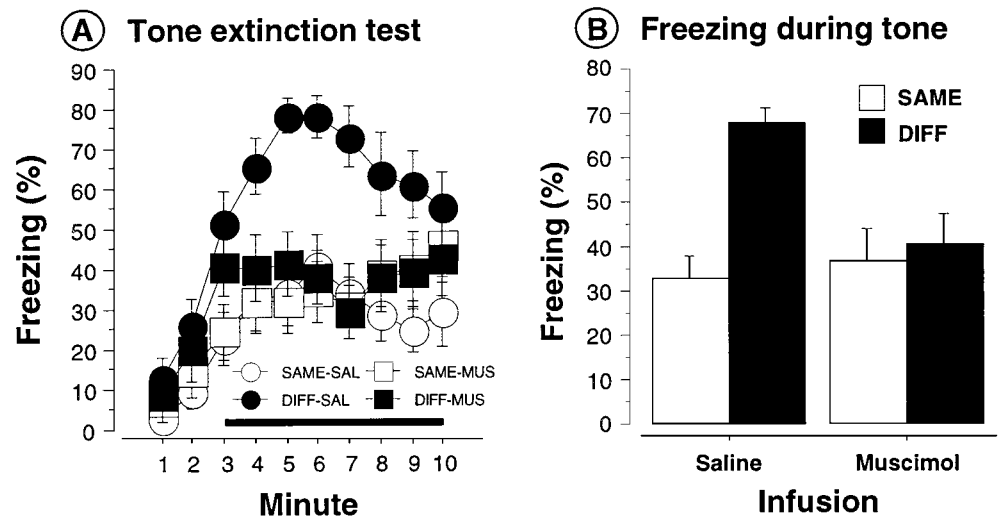 A Tone extinction test
Freezing (%)
90
80
70
60
50
40
30
20
10
0
SAME-SAL SAME-MUS
DIFF-SAL DIFF-MUS
1 2 3 4 5 6 7 8 9 10
Minute
B Freezing during tone
Freezing (%)
80
70
60
50
40
30
20
10
0
SAME
DIFF
Saline Muscimol
Infusion